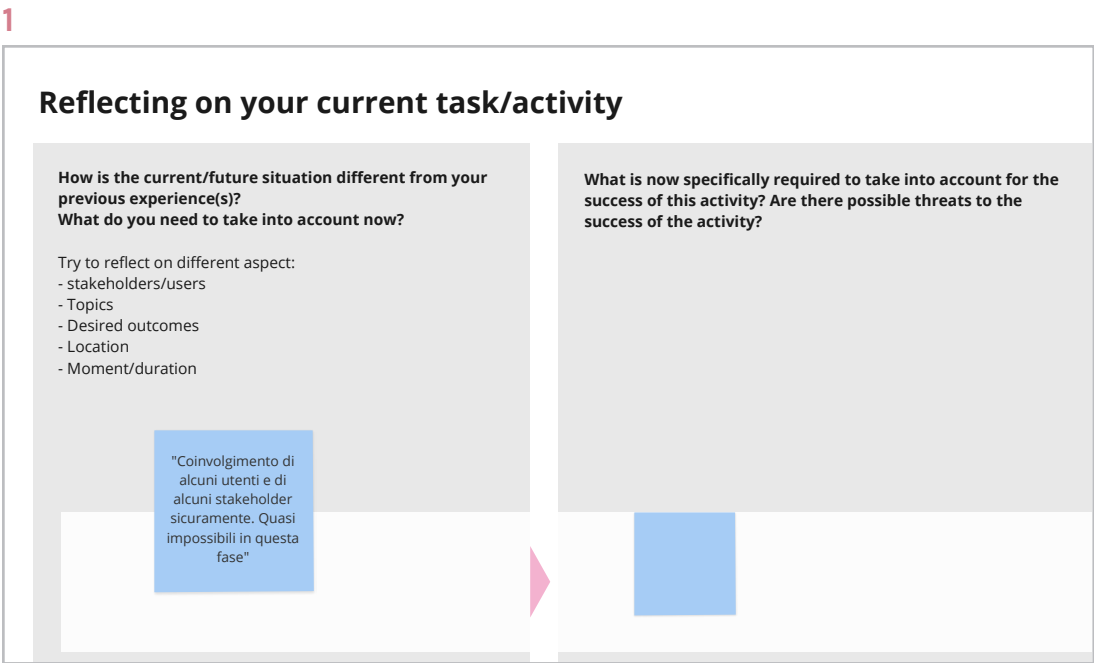 1
Reflecting on your current task/activity
How is the current/future situation different from your
previous experience(s)?
What do you need to take into account now?
Try to reflect on different aspect:
- stakeholders/users
- Topics
- Desired outcomes
- Location
- Moment/duration
"Coinvolgimento di
alcuni utenti e di
alcuni stakeholder
sicuramente. Quasi
impossibili in questa
fase"
What is now specifically required to take into account for the
success of this activity? Are there possible threats to the
success of the activity?